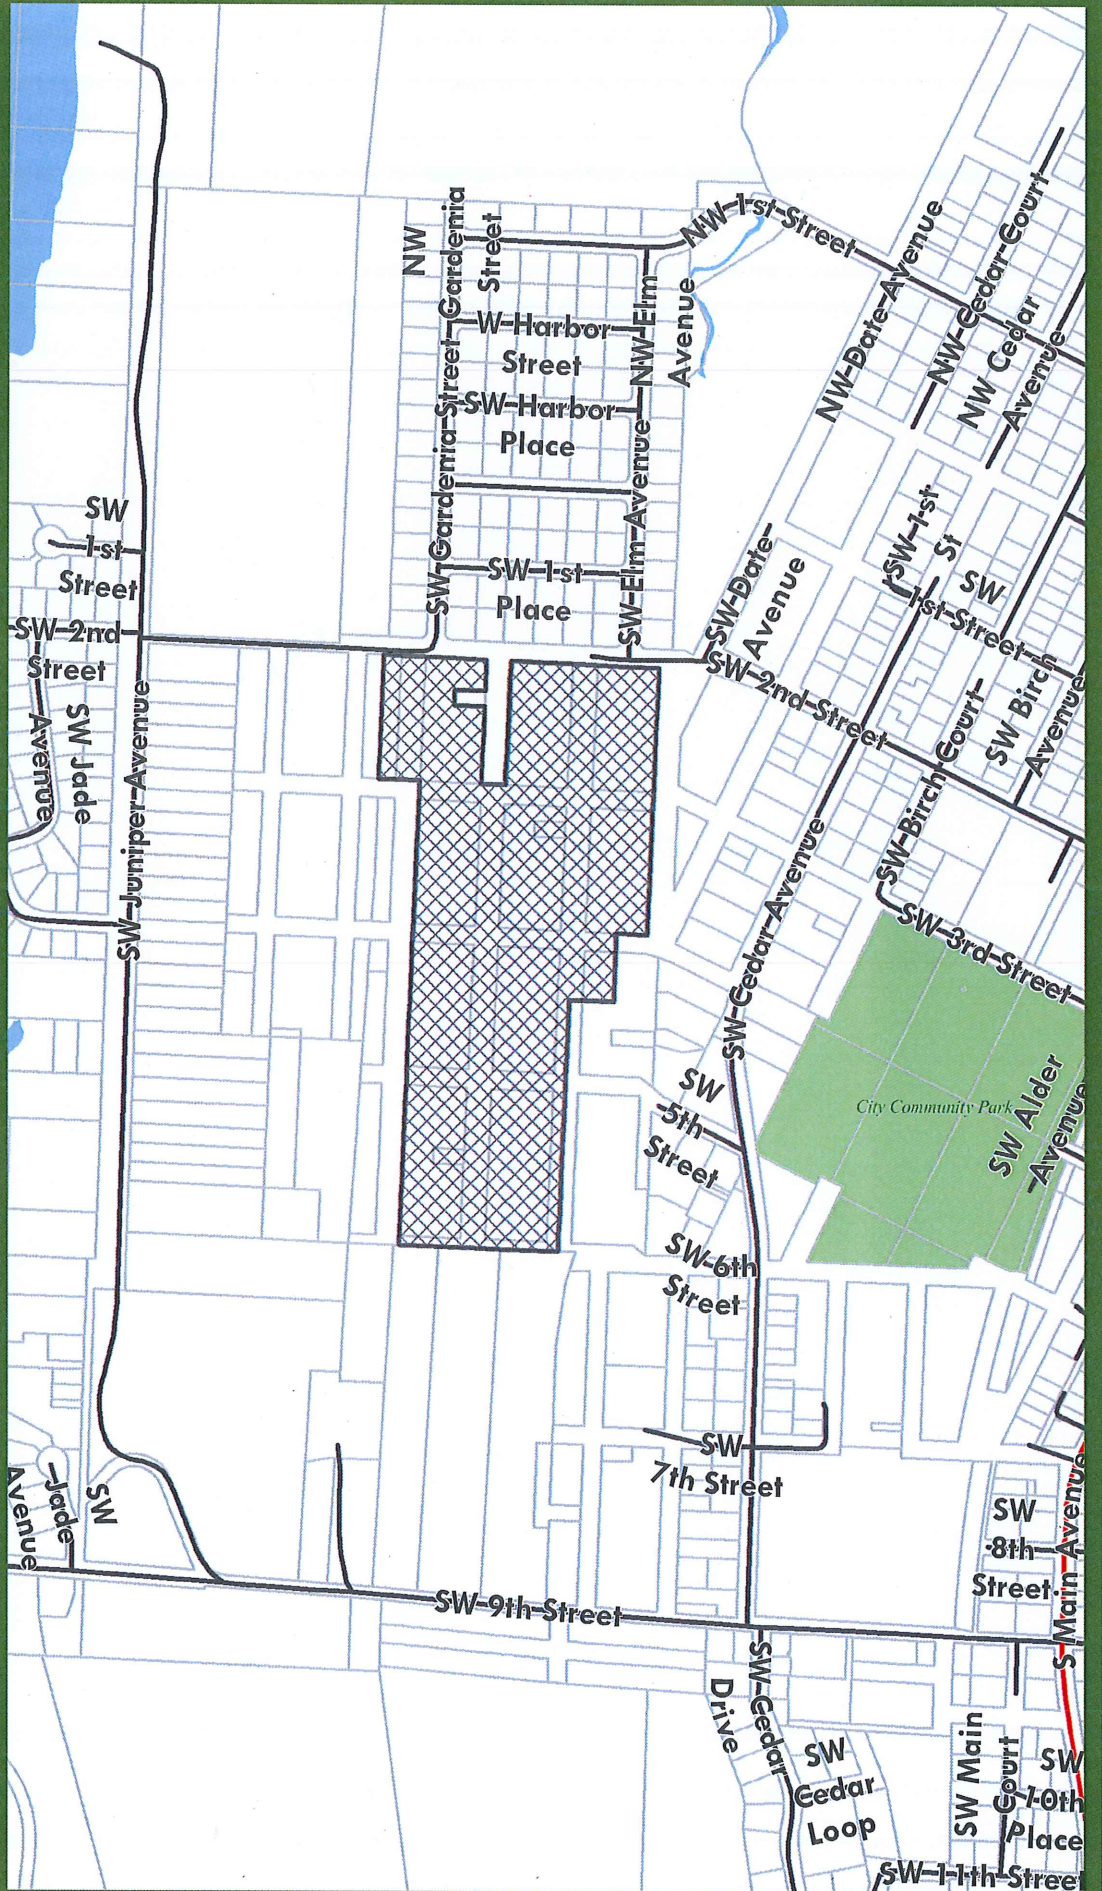 NW-1st-Street
NW-Date-Avenue
NW-Cedar-Court
NW Cedar
Avenue
NW
Gardenia
Street
W-Harbor
Street
NW-Elm
Avenue
SW-Harbor
Place
SW-Gardenia-Street
SW-Elm-Avenue
SW-1st
Place
SW
1st
Street
SW-2nd
Street
SW Jade
Avenue
SW-Juniper-Avenue
SW-Date-
Avenue
SW-2nd-Street
SW-1st
St
SW
1st-Street
SW Birch
Avenue
SW-Birch-Court
SW-Cedar-Avenue
SW-3rd-Street
City Community Park
SW Alder
Avenue
SW
5th
Street
SW-6th
Street
SW
7th Street
SW
8th
Street
S Main Avenue
SW
Jade
Avenue
SW-9th-Street
SW-Cedar
Drive
SW
Cedar
Loop
SW Main
Court
SW
10th
Place
SW-11th-Street